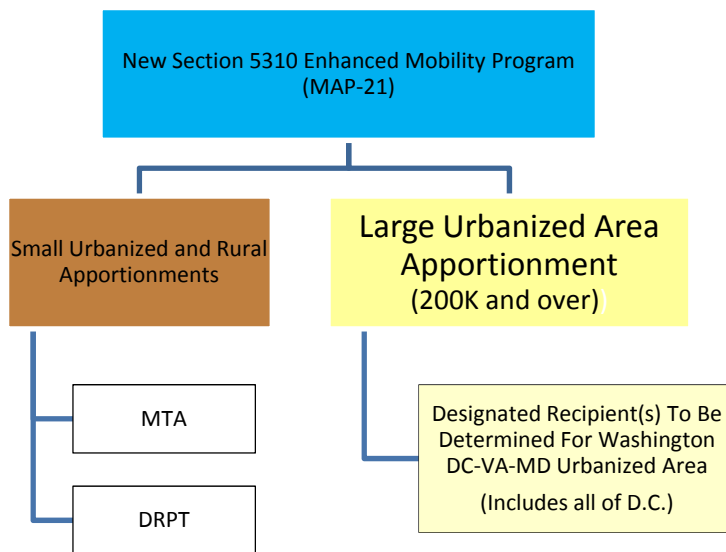 New Section 5310 Enhanced Mobility Program
(MAP-21)
Small Urbanized and Rural
Apportionments
Large Urbanized Area
Apportionment
(200K and over))
MTA
DRPT
Designated Recipient(s) To Be
Determined For Washington
DC-VA-MD Urbanized Area
(Includes all of D.C.)